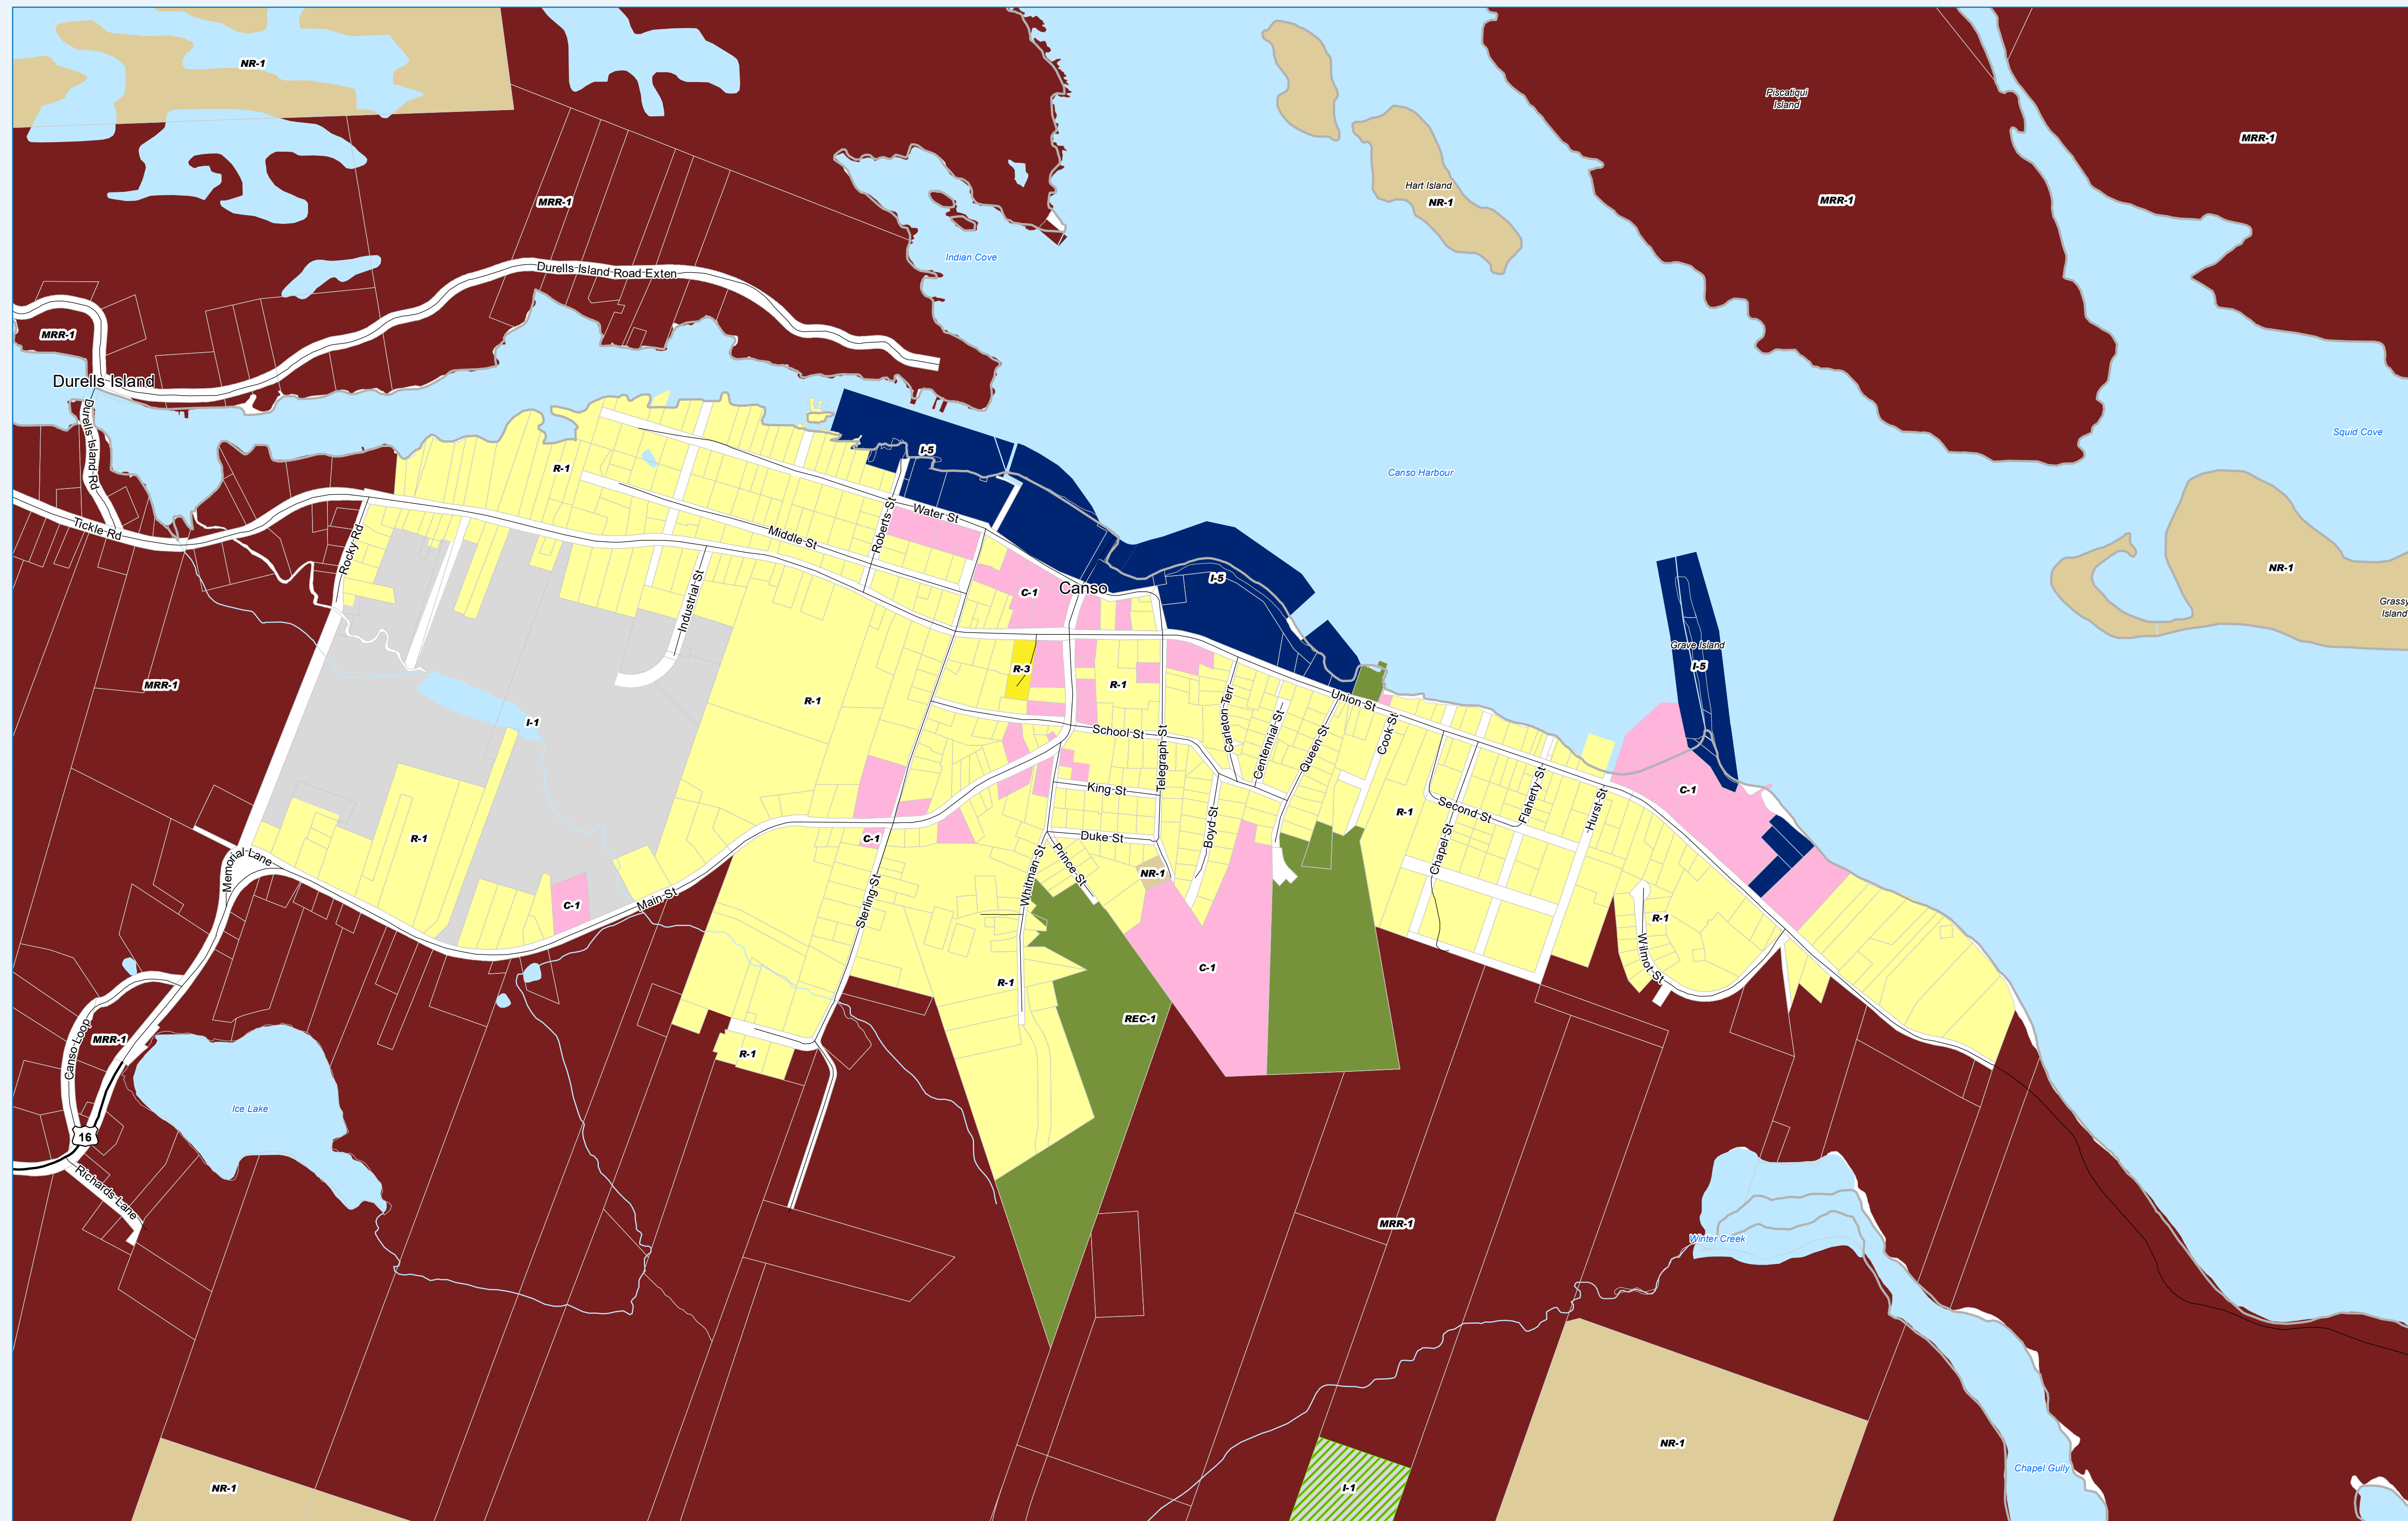 NR-1
Piscatiqui
Island
MRR-1
Hart Island
NR-1
MRR-1
MRR-1
Indian Cove
Durells Island Road Exten
MRR-1
Durells Island
Durells Island Rd
Squid Cove
I-5
R-1
Canso Harbour
Tickle Rd
Water St
Roberts St
Middle St
Rocky Rd
NR-1
I-5
Canso
C-1
Industrial St
Grassy
Island
Grave Island
I-5
R-3
R-1
MRR-1
R-1
Union St
I-1
School St
Carleton Terr
Centennial St
Queen St
Cook St
Telegraph St
King St
C-1
Second St
Flaherty St
Hurst St
R-1
R-1
C-1
Duke St
Boyd St
Chapel St
Memorial Lane
Prince St
NR-1
Whitman St
C-1
Main St
Sterling St
R-1
Wilmot St
C-1
R-1
REC-1
MRR-1
Canso Loop
R-1
Ice Lake
16
Richards Lane
MRR-1
Winter Creek
NR-1
Chapel Gully
NR-1
I-1